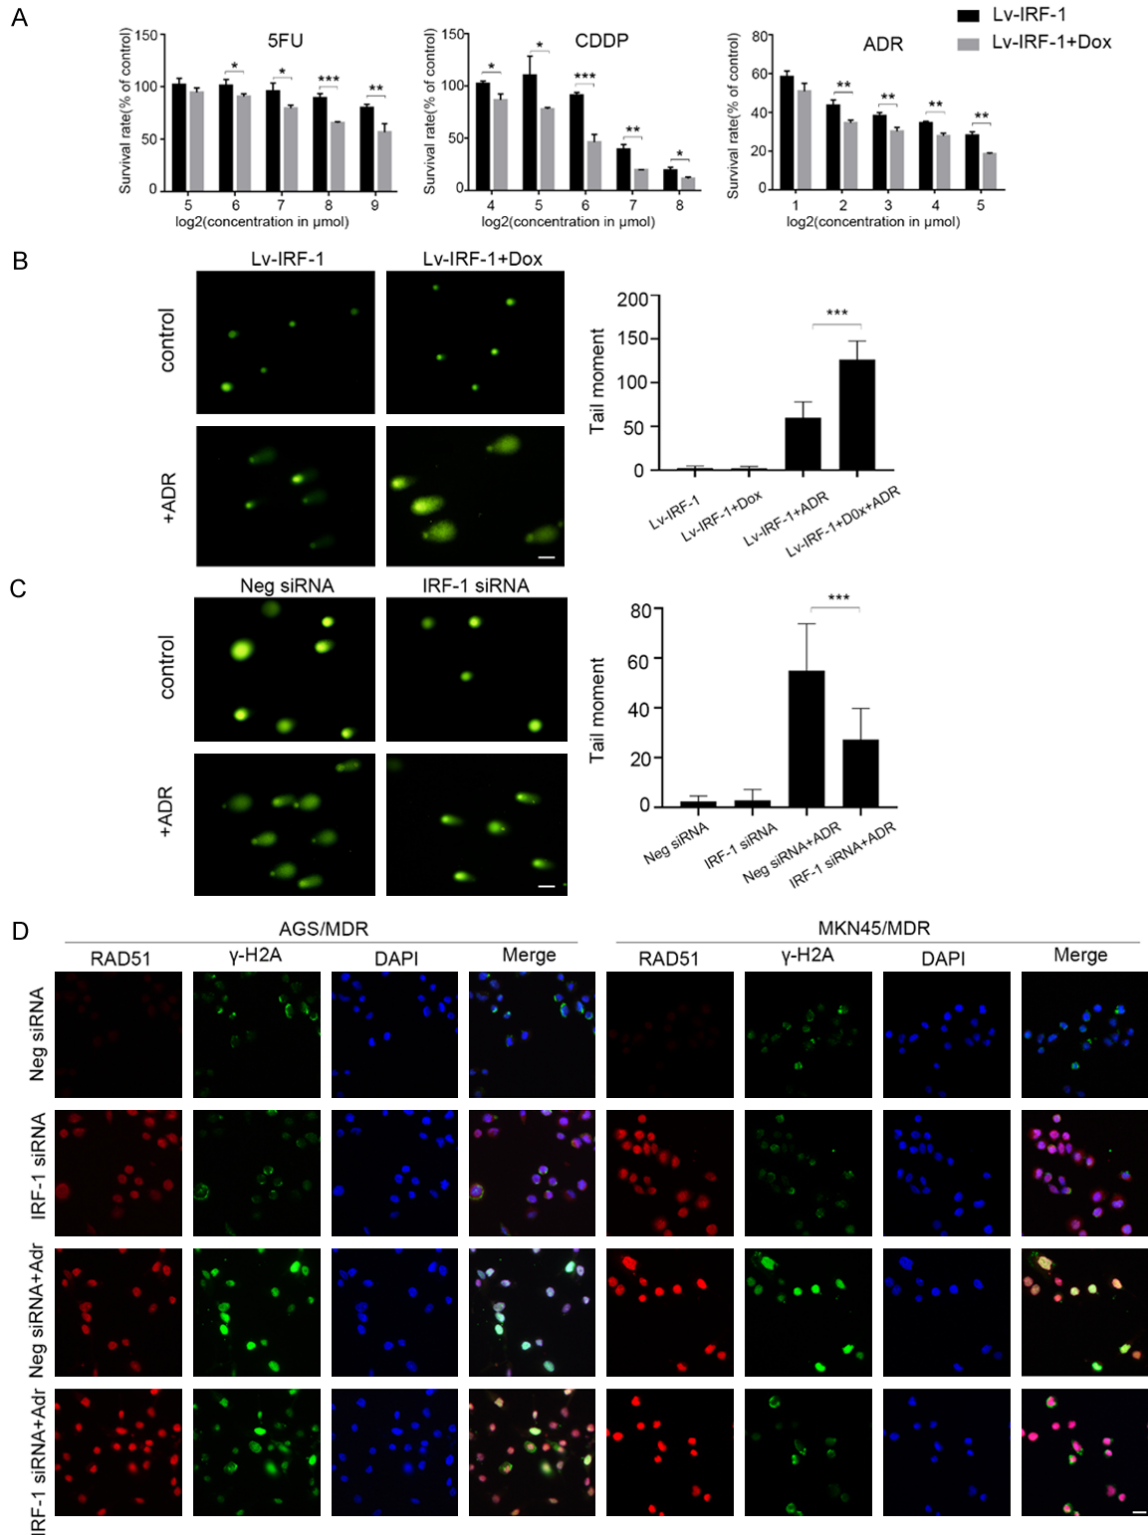 A
Lv-IRF-1
Lv-IRF-1+Dox
5FU
Survival rate(% of control)
150
100
50
0
* * *** **
5 6 7 8 9
log2(concentration in μmol)
CDDP
Survival rate(% of control)
150
100
50
0
* * *** ** *
4 5 6 7 8
log2(concentration in μmol)
ADR
Survival rate(% of control)
80
60
40
20
0
** ** ** **
1 2 3 4 5
log2(concentration in μmol)
B
Lv-IRF-1 Lv-IRF-1+Dox
control
+ADR
Tail moment
200
150
100
50
0
***
Lv-IRF-1
Lv-IRF-1+Dox
Lv-IRF-1+ADR
Lv-IRF-1+D0x+ADR
C
Neg siRNA IRF-1 siRNA
control
+ADR
Tail moment
80
60
40
20
0
***
Neg siRNA
IRF-1 siRNA
Neg siRNA+ADR
IRF-1 siRNA+ADR
D
AGS/MDR MKN45/MDR
RAD51 γ-H2A DAPI Merge RAD51 γ-H2A DAPI Merge
Neg siRNA
IRF-1 siRNA
Neg siRNA+Adr
IRF-1 siRNA+Adr